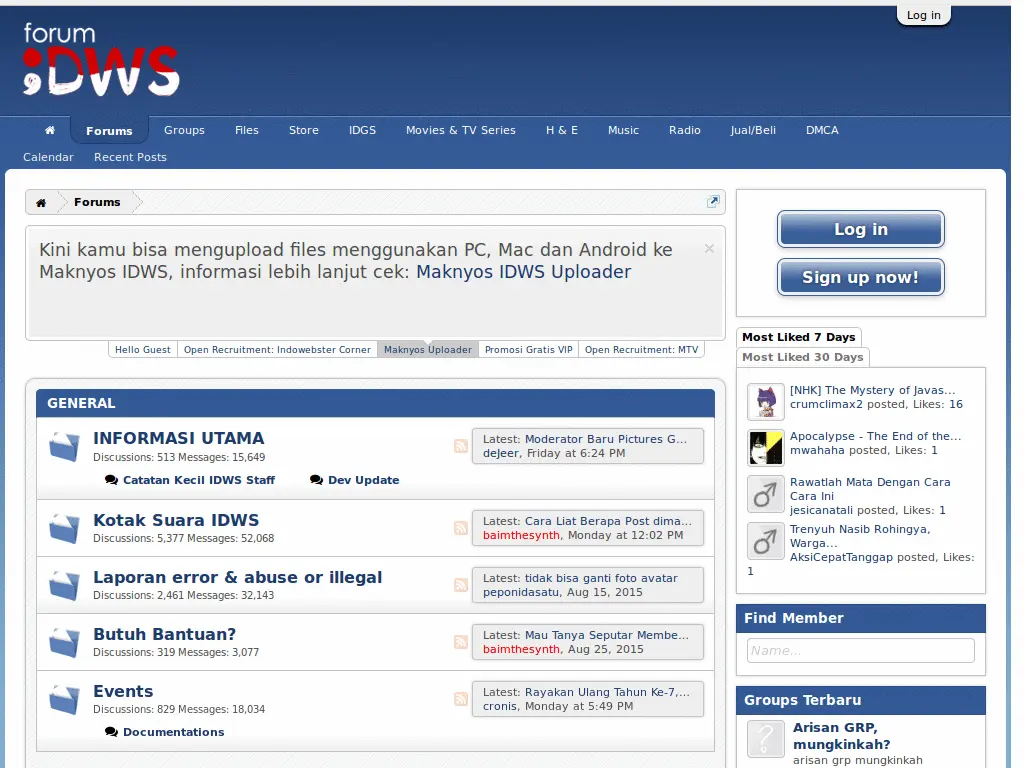 Log in
forum
IDWS
Forums Groups Files Store IDGS Movies & TV Series H & E Music Radio Jual/Beli DMCA
Calendar Recent Posts
Forums
Kini kamu bisa mengupload files menggunakan PC, Mac dan Android ke
Maknyos IDWS, informasi lebih lanjut cek: Maknyos IDWS Uploader
Hello Guest Open Recruitment: Indowebster Corner Maknyos Uploader Promosi Gratis VIP Open Recruitment: MTV
GENERAL
INFORMASI UTAMA
Discussions: 513 Messages: 15,649
Latest: Moderator Baru Pictures G...
deJeer, Friday at 6:24 PM
Catatan Kecil IDWS Staff Dev Update
Kotak Suara IDWS
Discussions: 5,377 Messages: 52,068
Latest: Cara Liat Berapa Post dima...
baimthesynth, Monday at 12:02 PM
Laporan error & abuse or illegal
Discussions: 2,461 Messages: 32,143
Latest: tidak bisa ganti foto avatar
peponidasatu, Aug 15, 2015
Butuh Bantuan?
Discussions: 319 Messages: 3,077
Latest: Mau Tanya Seputar Membe...
baimthesynth, Aug 25, 2015
Events
Discussions: 829 Messages: 18,034
Latest: Rayakan Ulang Tahun Ke-7,...
cronis, Monday at 5:49 PM
Documentations
Log in
Sign up now!
Most Liked 7 Days
Most Liked 30 Days
[NHK] The Mystery of Javas...
crumclimax2 posted, Likes: 16
Apocalypse - The End of the...
mwahaha posted, Likes: 1
Rawatlah Mata Dengan Cara
Cara Ini
jesicanatali posted, Likes: 1
Trenyuh Nasib Rohingya,
Warga...
AksiCepatTanggap posted, Likes:
1
Find Member
Name...
Groups Terbaru
Arisan GRP,
mungkinkah?
arisan grp mungkinkah